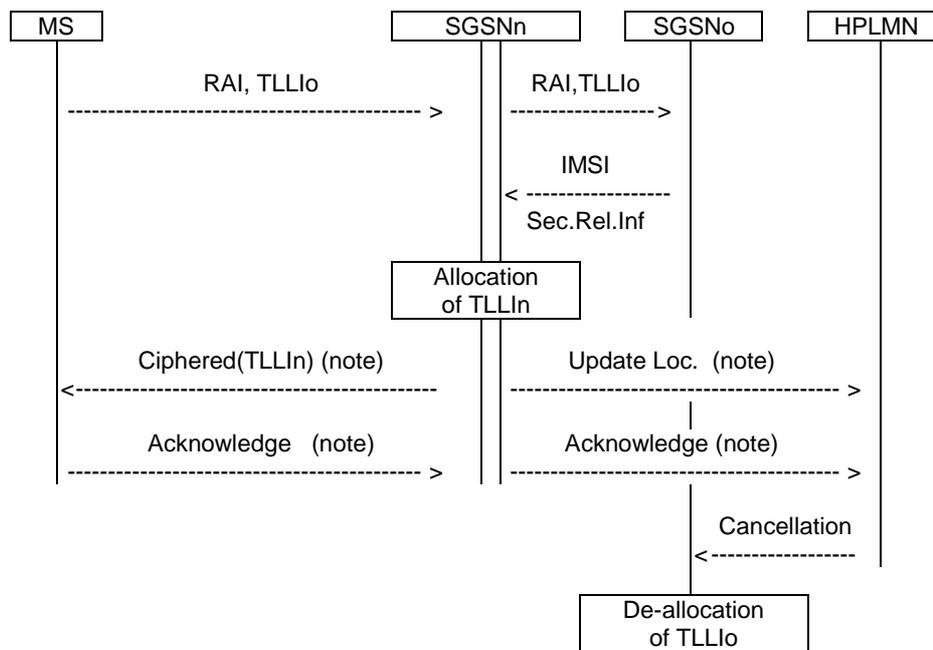 MS SGSNn SGSNo HPLMN
RAI, TLLIo RAI,TLLIo
IMSI
Sec.Rel.Inf
Allocation
of TLLIn
Ciphered(TLLIn) (note) Update Loc. (note)
Acknowledge (note) Acknowledge (note)
Cancellation
De-allocation
of TLLIo